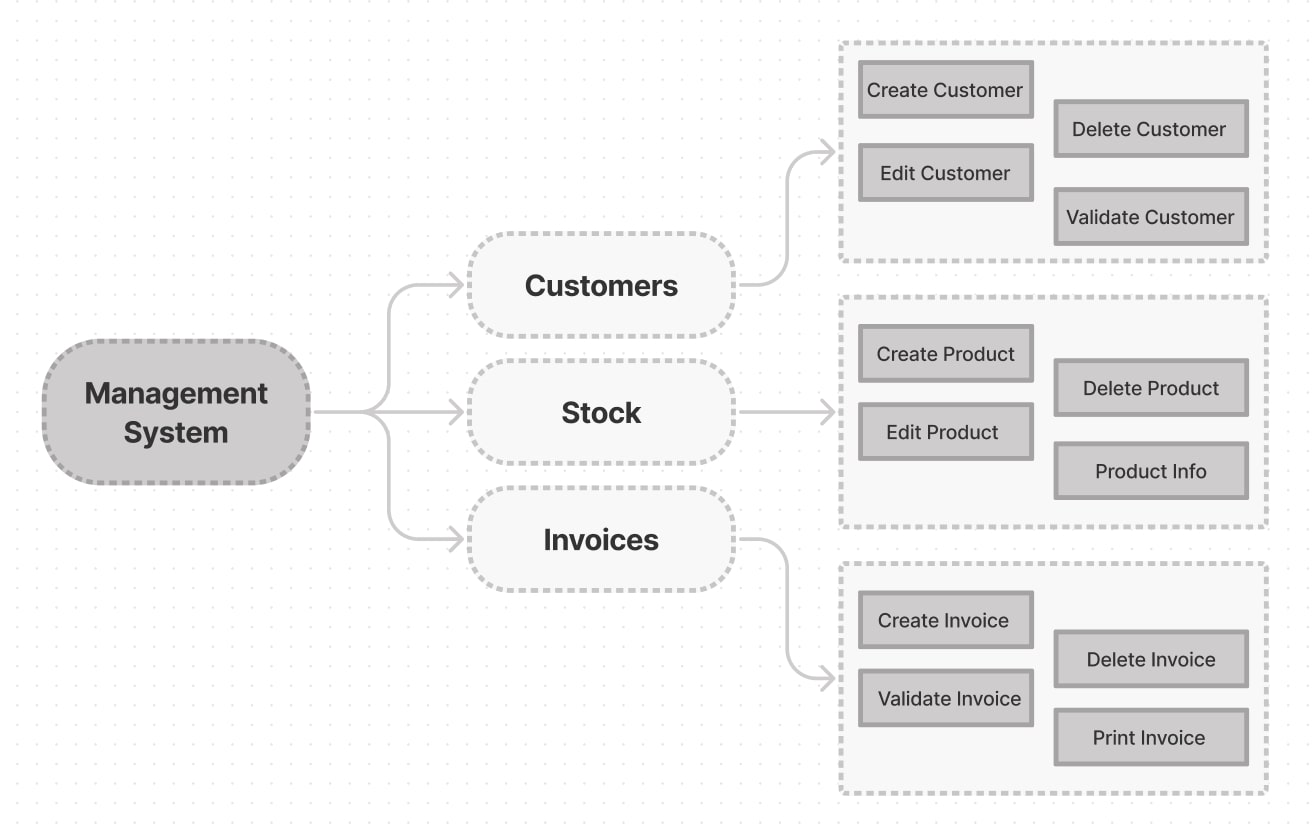 Management
System
Customers
Stock
Invoices
Create Customer
Delete Customer
Edit Customer
Validate Customer
Create Product
Delete Product
Edit Product
Product Info
Create Invoice
Delete Invoice
Validate Invoice
Print Invoice